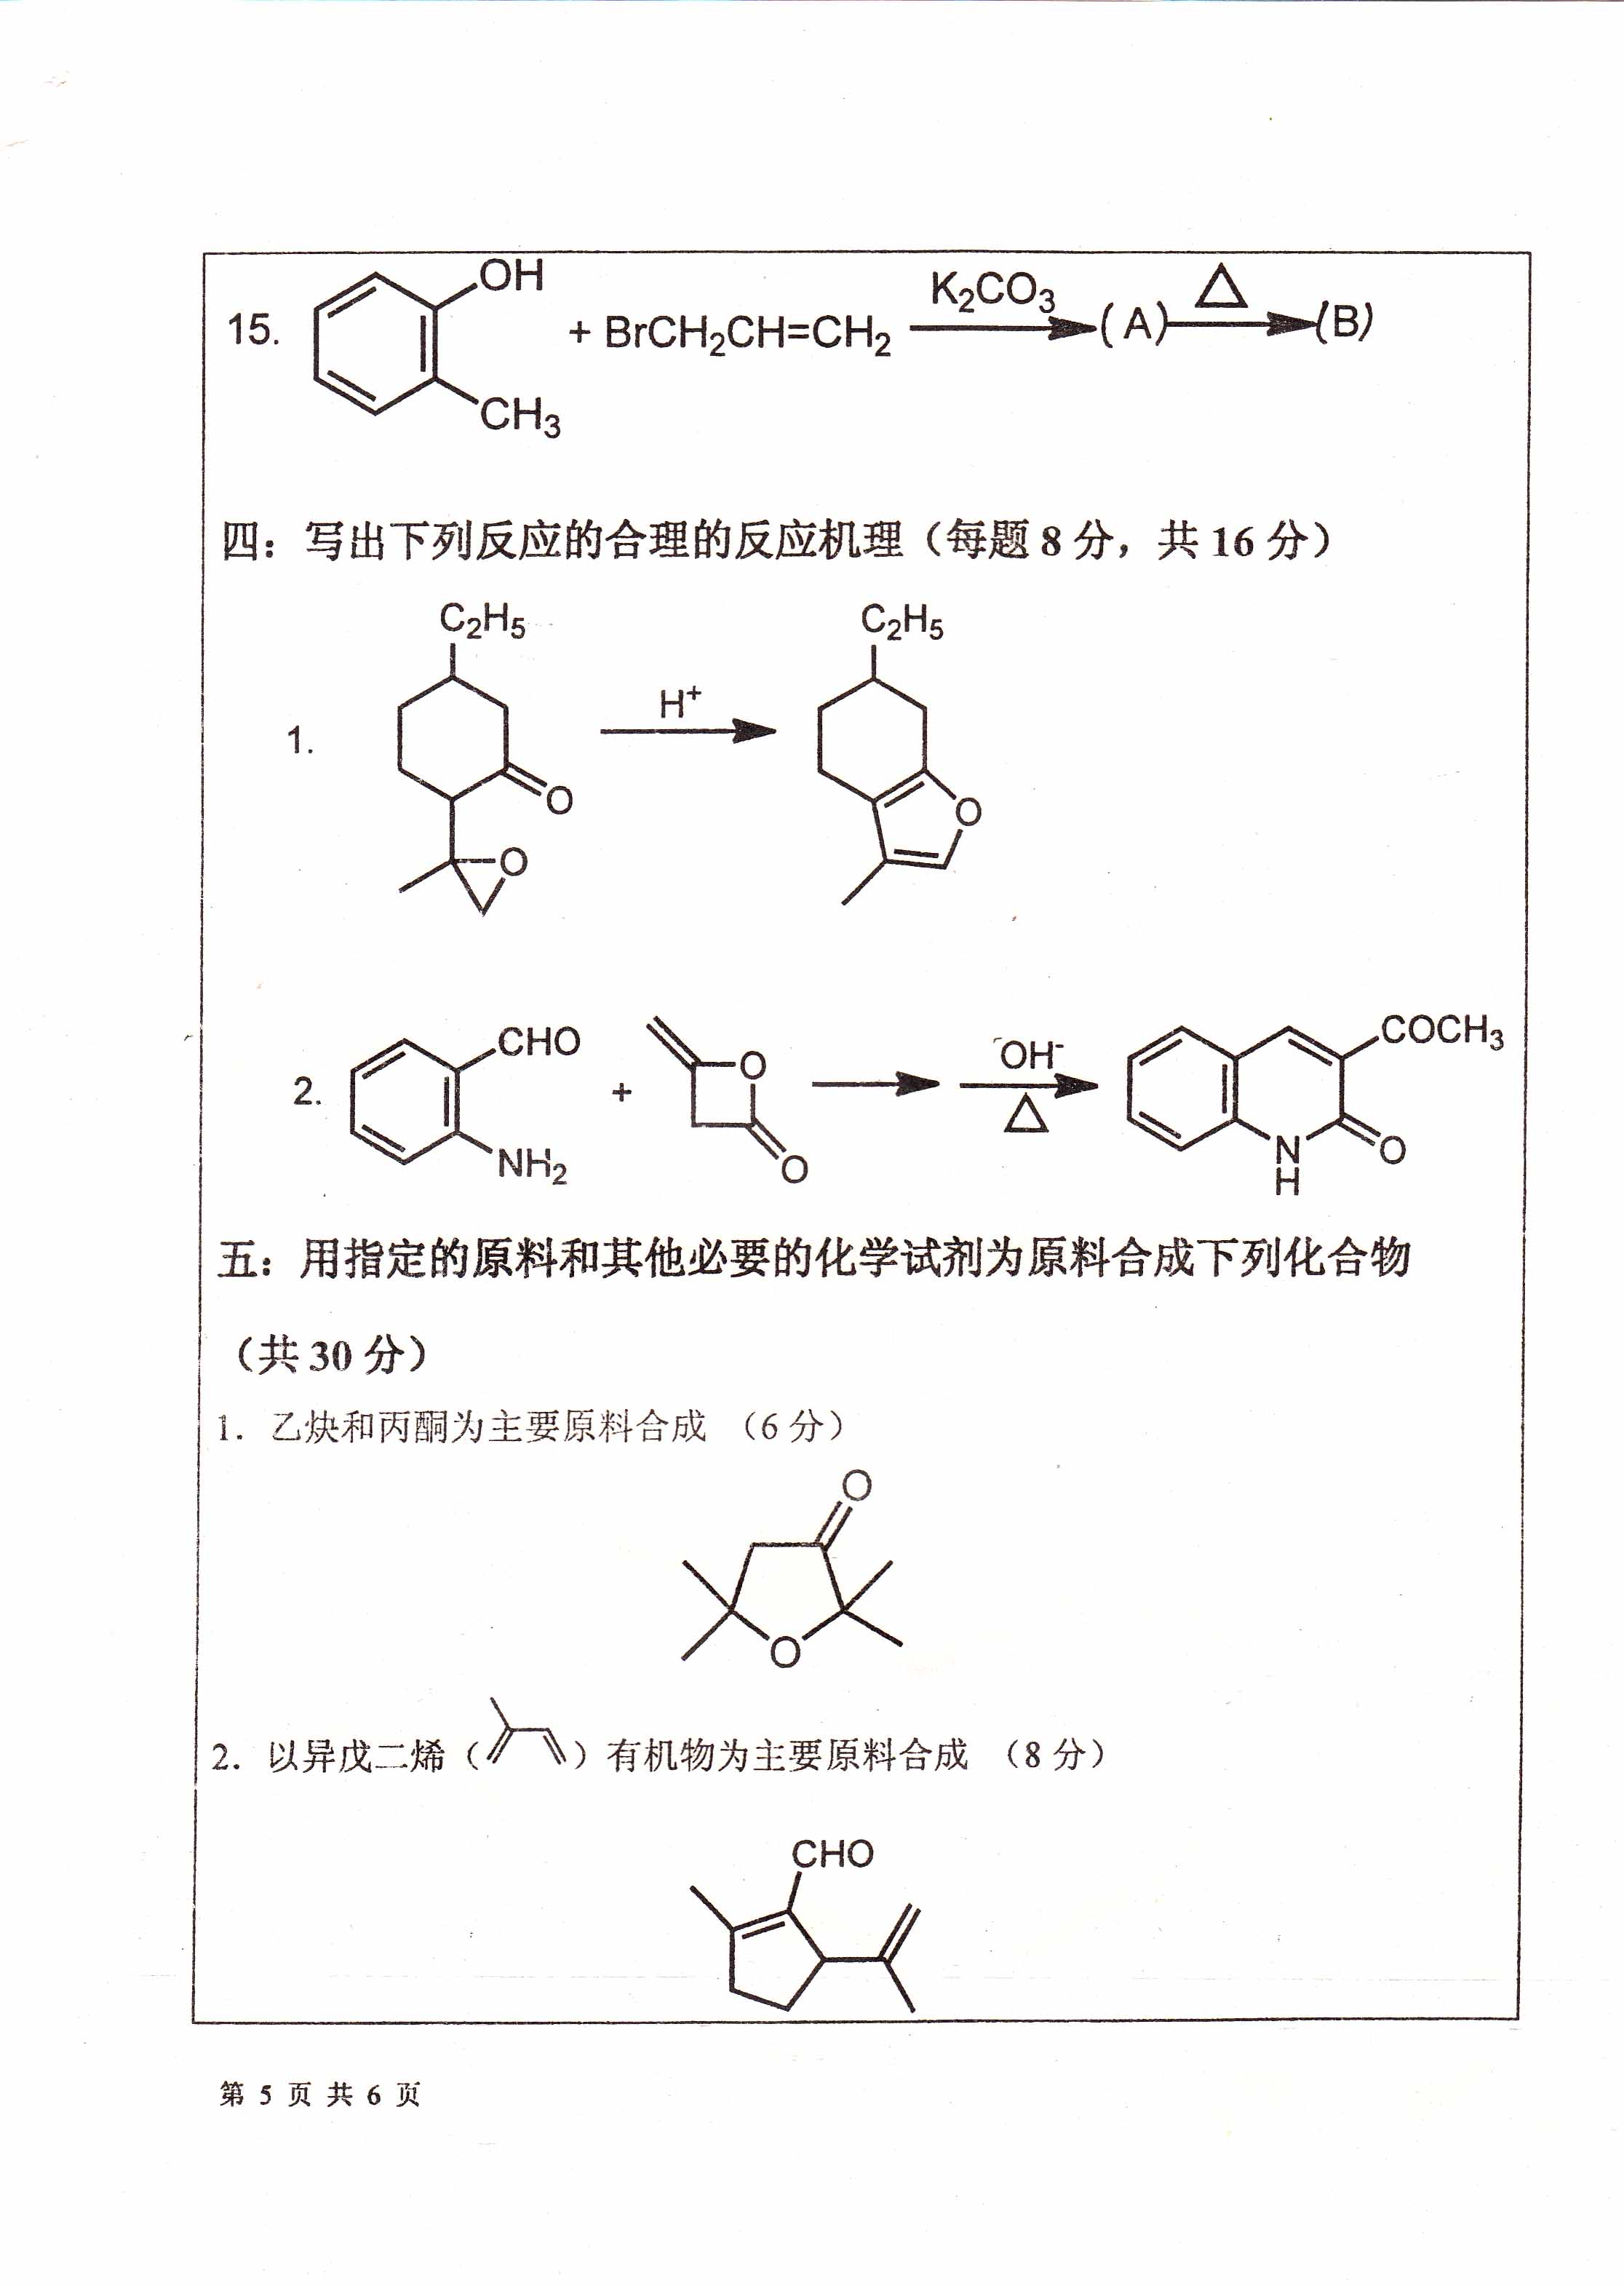 15. OH CH₃ + BrCH₂CH=CH₂ K₂CO₃ (A) △ (B)
四：写出下列反应的合理的反应机理（每题 8 分，共 16 分）
1. C₂H₅ O O H⁺ C₂H₅ O
2. CHO NH₂ + O O OH⁻ △ COCH₃ N H O
五：用指定的原料和其他必要的化学试剂为原料合成下列化合物
（共 30 分）
1. 乙炔和丙酮为主要原料合成 （6 分）
O O
2. 以异戊二烯（ ）有机物为主要原料合成 （8 分）
CHO
第 5 页 共 6 页